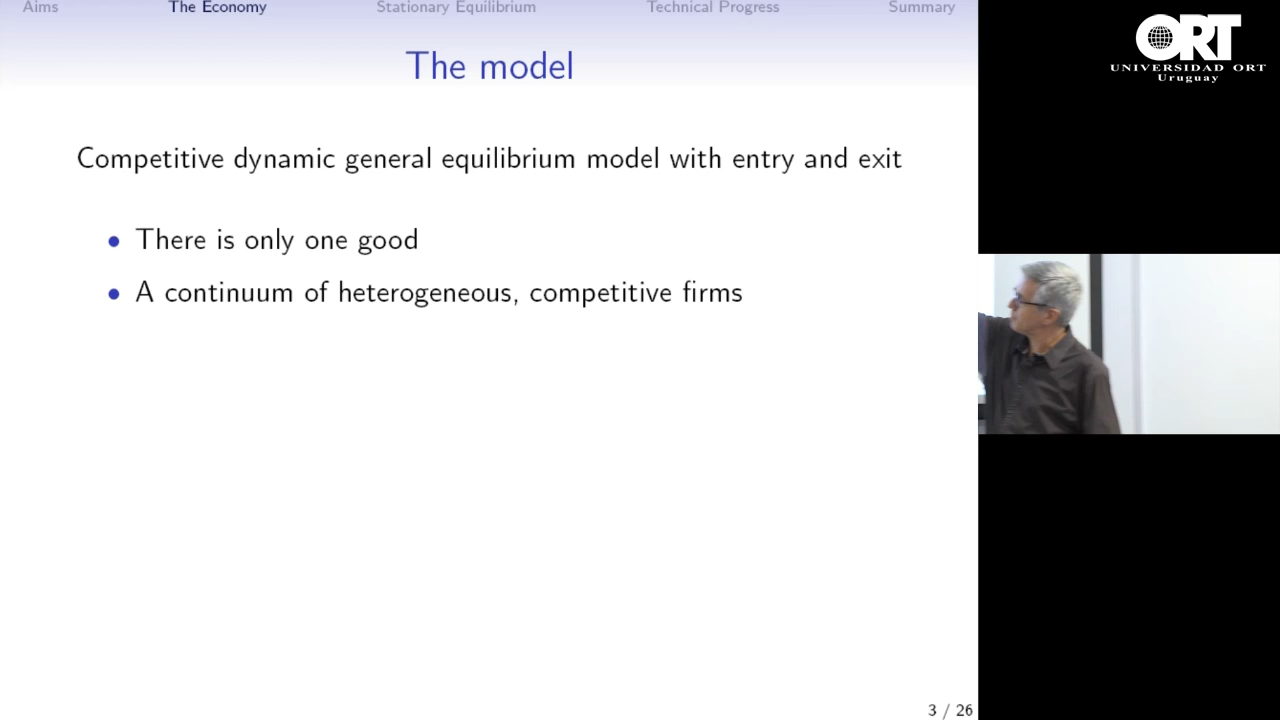 Aims The Economy Stationary Equilibrium Technical Progress Summary
The model
Competitive dynamic general equilibrium model with entry and exit
• There is only one good
• A continuum of heterogeneous, competitive firms
3 / 26
ORT
UNIVERSIDAD ORT
Uruguay